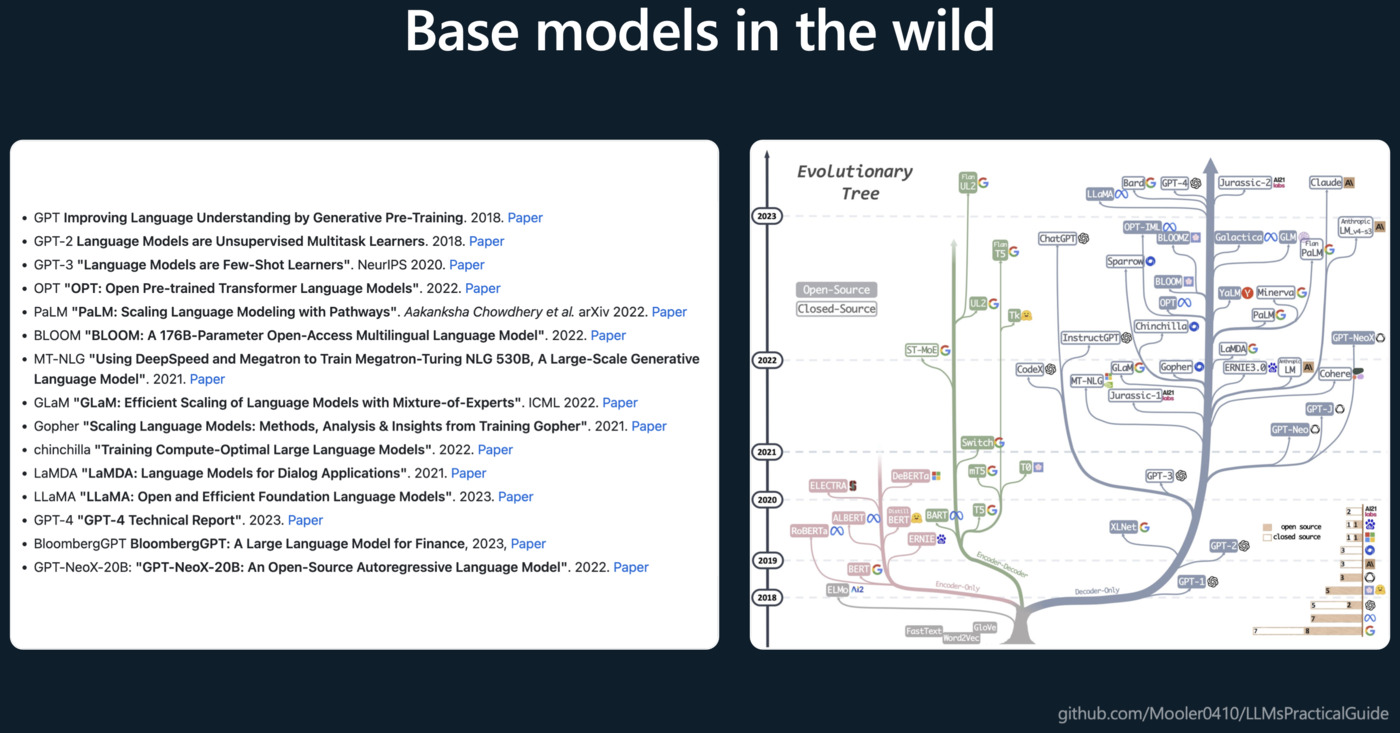 Base models in the wild
• GPT Improving Language Understanding by Generative Pre-Training. 2018. Paper
• GPT-2 Language Models are Unsupervised Multitask Learners. 2018. Paper
• GPT-3 "Language Models are Few-Shot Learners". NeurIPS 2020. Paper
• OPT "OPT: Open Pre-trained Transformer Language Models". 2022. Paper
• PaLM "PaLM: Scaling Language Modeling with Pathways". Aakanksha Chowdhery et al. arXiv 2022. Paper
• BLOOM "BLOOM: A 176B-Parameter Open-Access Multilingual Language Model". 2022. Paper
• MT-NLG "Using DeepSpeed and Megatron to Train Megatron-Turing NLG 530B, A Large-Scale Generative
Language Model". 2021. Paper
• GLaM "GLaM: Efficient Scaling of Language Models with Mixture-of-Experts". ICML 2022. Paper
• Gopher "Scaling Language Models: Methods, Analysis & Insights from Training Gopher". 2021. Paper
• chinchilla "Training Compute-Optimal Large Language Models". 2022. Paper
• LaMDA "LaMDA: Language Models for Dialog Applications". 2021. Paper
• LLaMA "LLaMA: Open and Efficient Foundation Language Models". 2023. Paper
• GPT-4 "GPT-4 Technical Report". 2023. Paper
• BloombergGPT BloombergGPT: A Large Language Model for Finance, 2023, Paper
• GPT-NeoX-20B: "GPT-NeoX-20B: An Open-Source Autoregressive Language Model". 2022. Paper
Evolutionary
Tree
Open-Source
Closed-Source
2023
2022
2021
2020
2019
2018
Flan
UL2
Bard
GPT-4
Jurassic-2
AI21
labs
Claude
LLaMA
Anthropic
LM_v4-s3
OPT-IML
BLOOMZ
Galactica
GLM
ChatGPT
Flan
T5
Flan
PaLM
Sparrow
BLOOM
YaLM
Minerva
UL2
OPT
PaLM
Tk
Chinchilla
InstructGPT
GPT-NeoX
ST-MoE
LaMDA
CodeX
GLaM
Gopher
ERNIE3.0
Anthropic
LM
Cohere
MT-NLG
Jurassic-1
AI21
labs
GPT-J
GPT-Neo
Switch
mT5
T0
GPT-3
DeBERTa
ELECTRA
ALBERT
Distill
BERT
BART
T5
RoBERTa
XLNet
ERNIE
GPT-2
BERT
Encoder-Decoder
GPT-1
ELMo
Ai2
Encoder-Only
Decoder-Only
FastText
Word2Vec
GloVe
open source
closed source
2
AI21
labs
1 1
1 1
3
3
3
5
5 2
7
7 8
github.com/Mooler0410/LLMsPracticalGuide